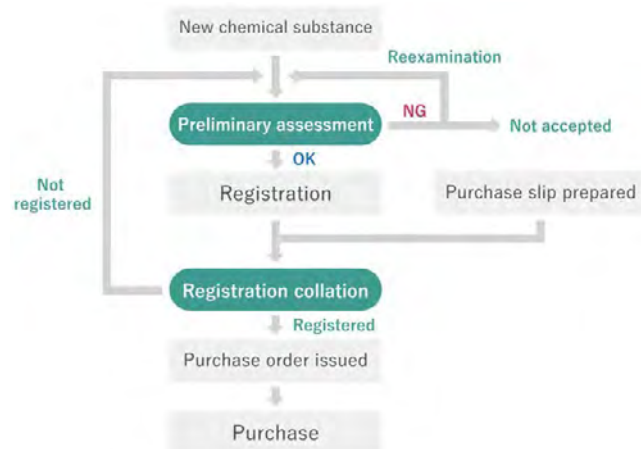 New chemical substance
Reexamination
Preliminary assessment
NG
Not accepted
OK
Not
registered
Registration
Purchase slip prepared
Registration collation
Registered
Purchase order issued
Purchase